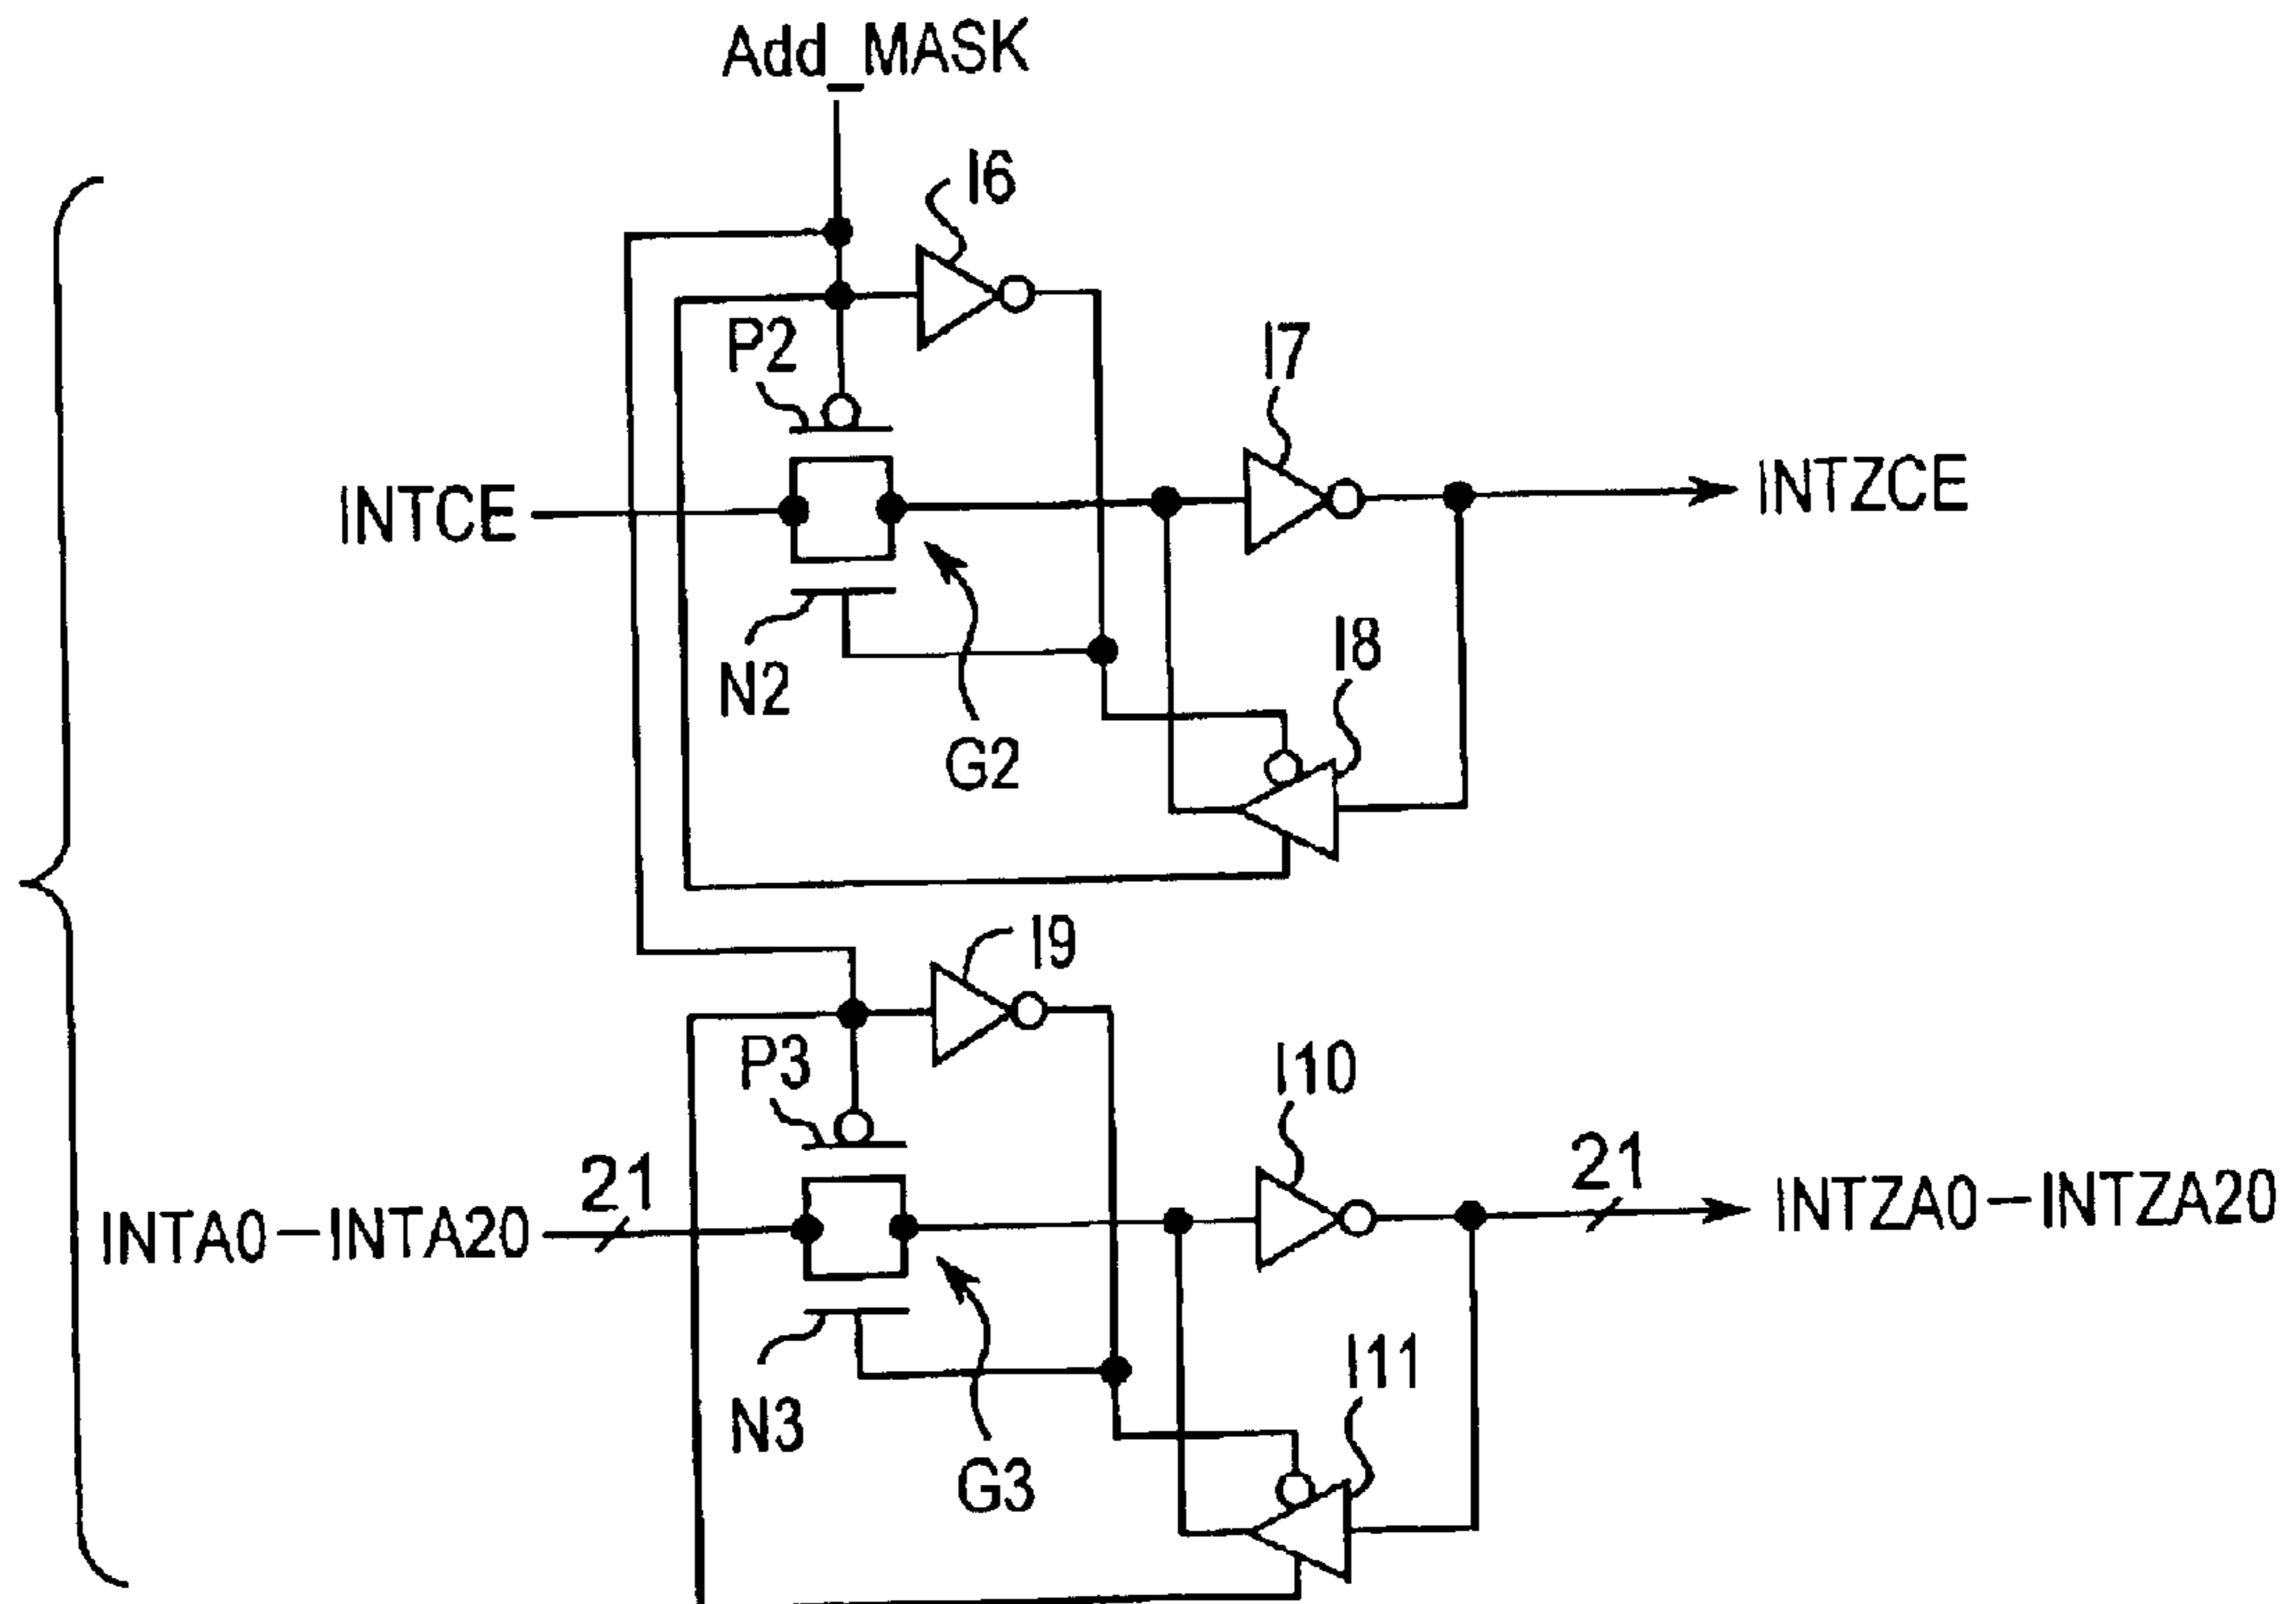 Add_MASK
I6
P2
I7
INTCE
INTZCE
I8
N2
G2
I9
P3
I10
21
21
INTA0—INTA20
INTZA0—INTZA20
I11
N3
G3